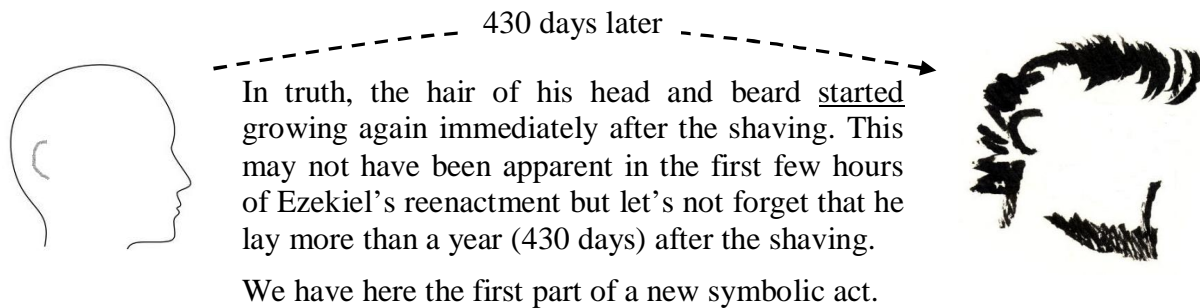 430 days later
In truth, the hair of his head and beard started
growing again immediately after the shaving. This
may not have been apparent in the first few hours
of Ezekiel’s reenactment but let’s not forget that he
lay more than a year (430 days) after the shaving.
We have here the first part of a new symbolic act.